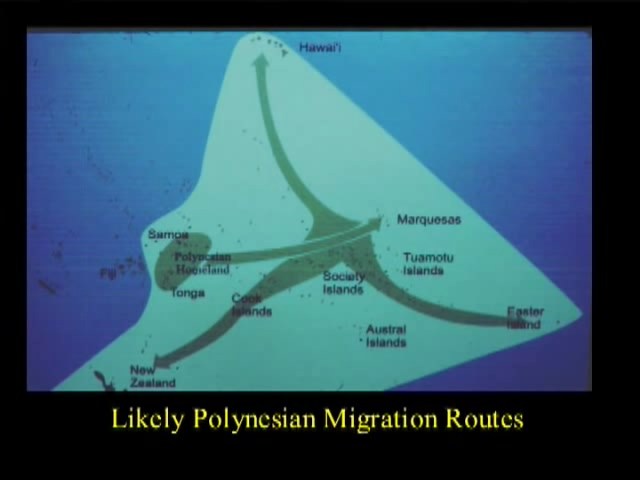 Hawai'i
Marquesas
Samoa
Polynesian
Homeland
Fiji
Tuamotu
Islands
Society
Islands
Tonga
Cook
Islands
Easter
Island
Austral
Islands
New
Zealand
Likely Polynesian Migration Routes